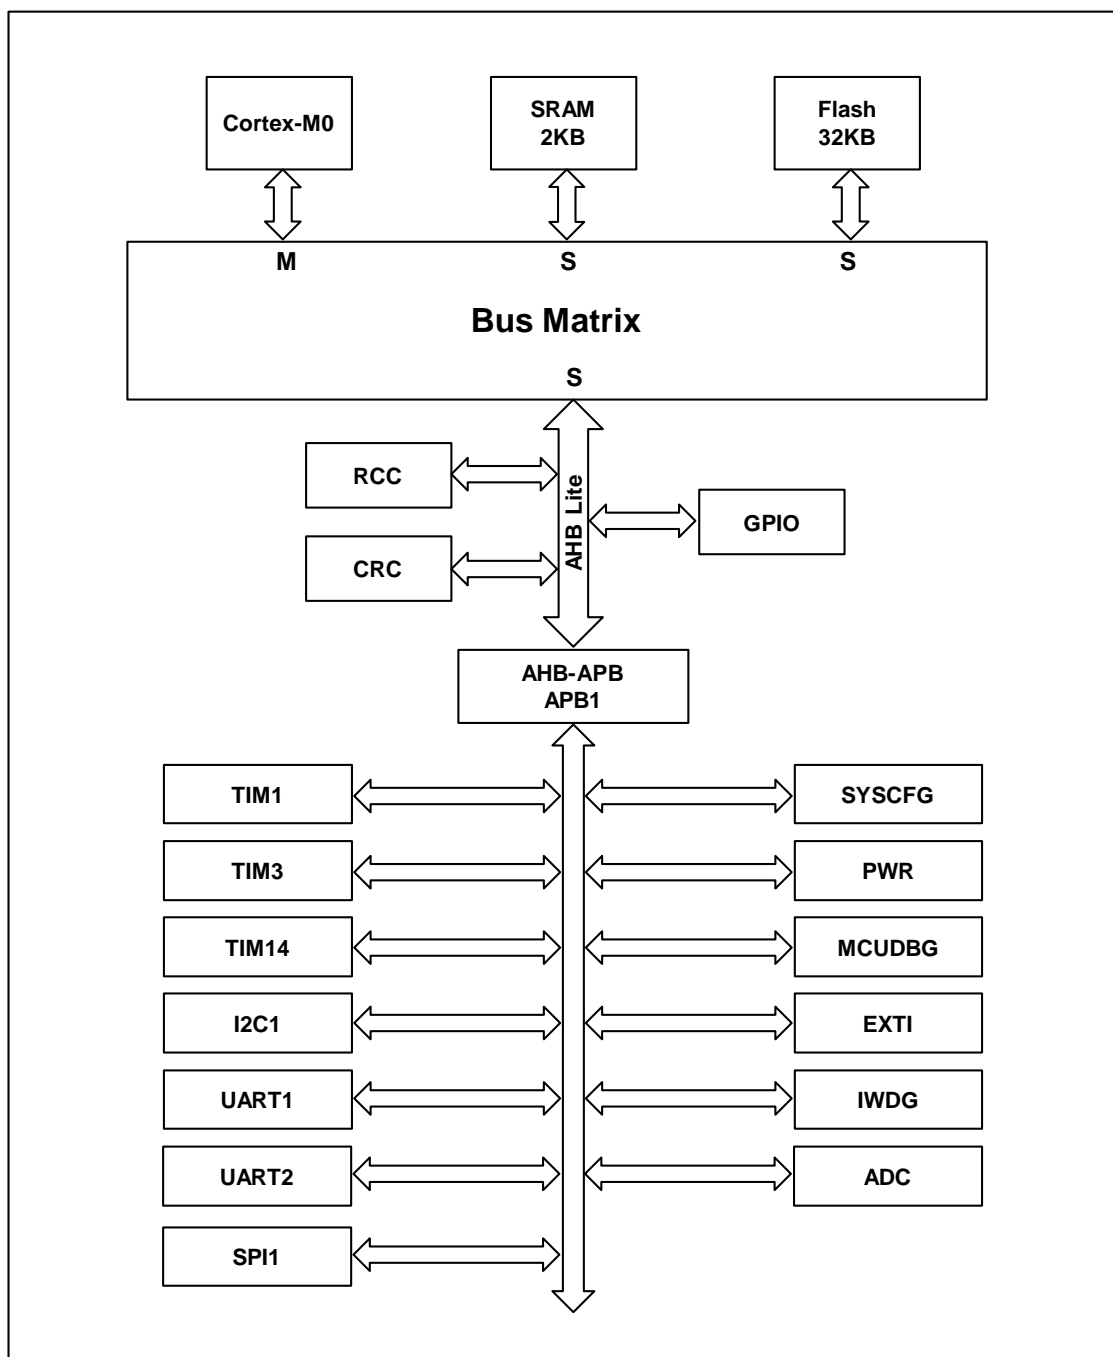 Cortex-M0
SRAM
2KB
Flash
32KB
M
S
S
Bus Matrix
S
RCC
AHB Lite
GPIO
CRC
AHB-APB
APB1
TIM1
SYSCFG
TIM3
PWR
TIM14
MCUDBG
I2C1
EXTI
UART1
IWDG
UART2
ADC
SPI1